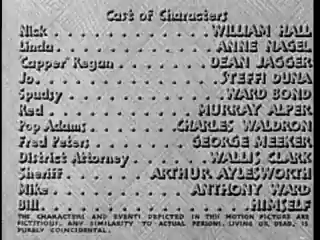 Cast of Characters
Nick . . . . . . . . . . . WILLIAM HALL
Linda . . . . . . . . . . . ANNE NAGEL
'Capper' Regan . . . . . . . DEAN JAGGER
Jo . . . . . . . . . . . . STEFFI DUNA
Spudsy . . . . . . . . . . WARD BOND
Red . . . . . . . . . . MURRAY ALPER
Pop Adams . . . . . . CHARLES WALDRON
Fred Peters . . . . . . . GEORGE MEEKER
District Attorney . . . . . WALLIS CLARK
Sheriff . . . . . . . ARTHUR AYLESWORTH
Mike . . . . . . . . . . ANTHONY WARD
Bill . . . . . . . . . . . . . HIMSELF
THE CHARACTERS AND EVENTS DEPICTED IN THIS MOTION PICTURE ARE
FICTITIOUS. ANY SIMILARITY TO ACTUAL PERSONS, LIVING OR DEAD, IS
PURELY COINCIDENTAL.